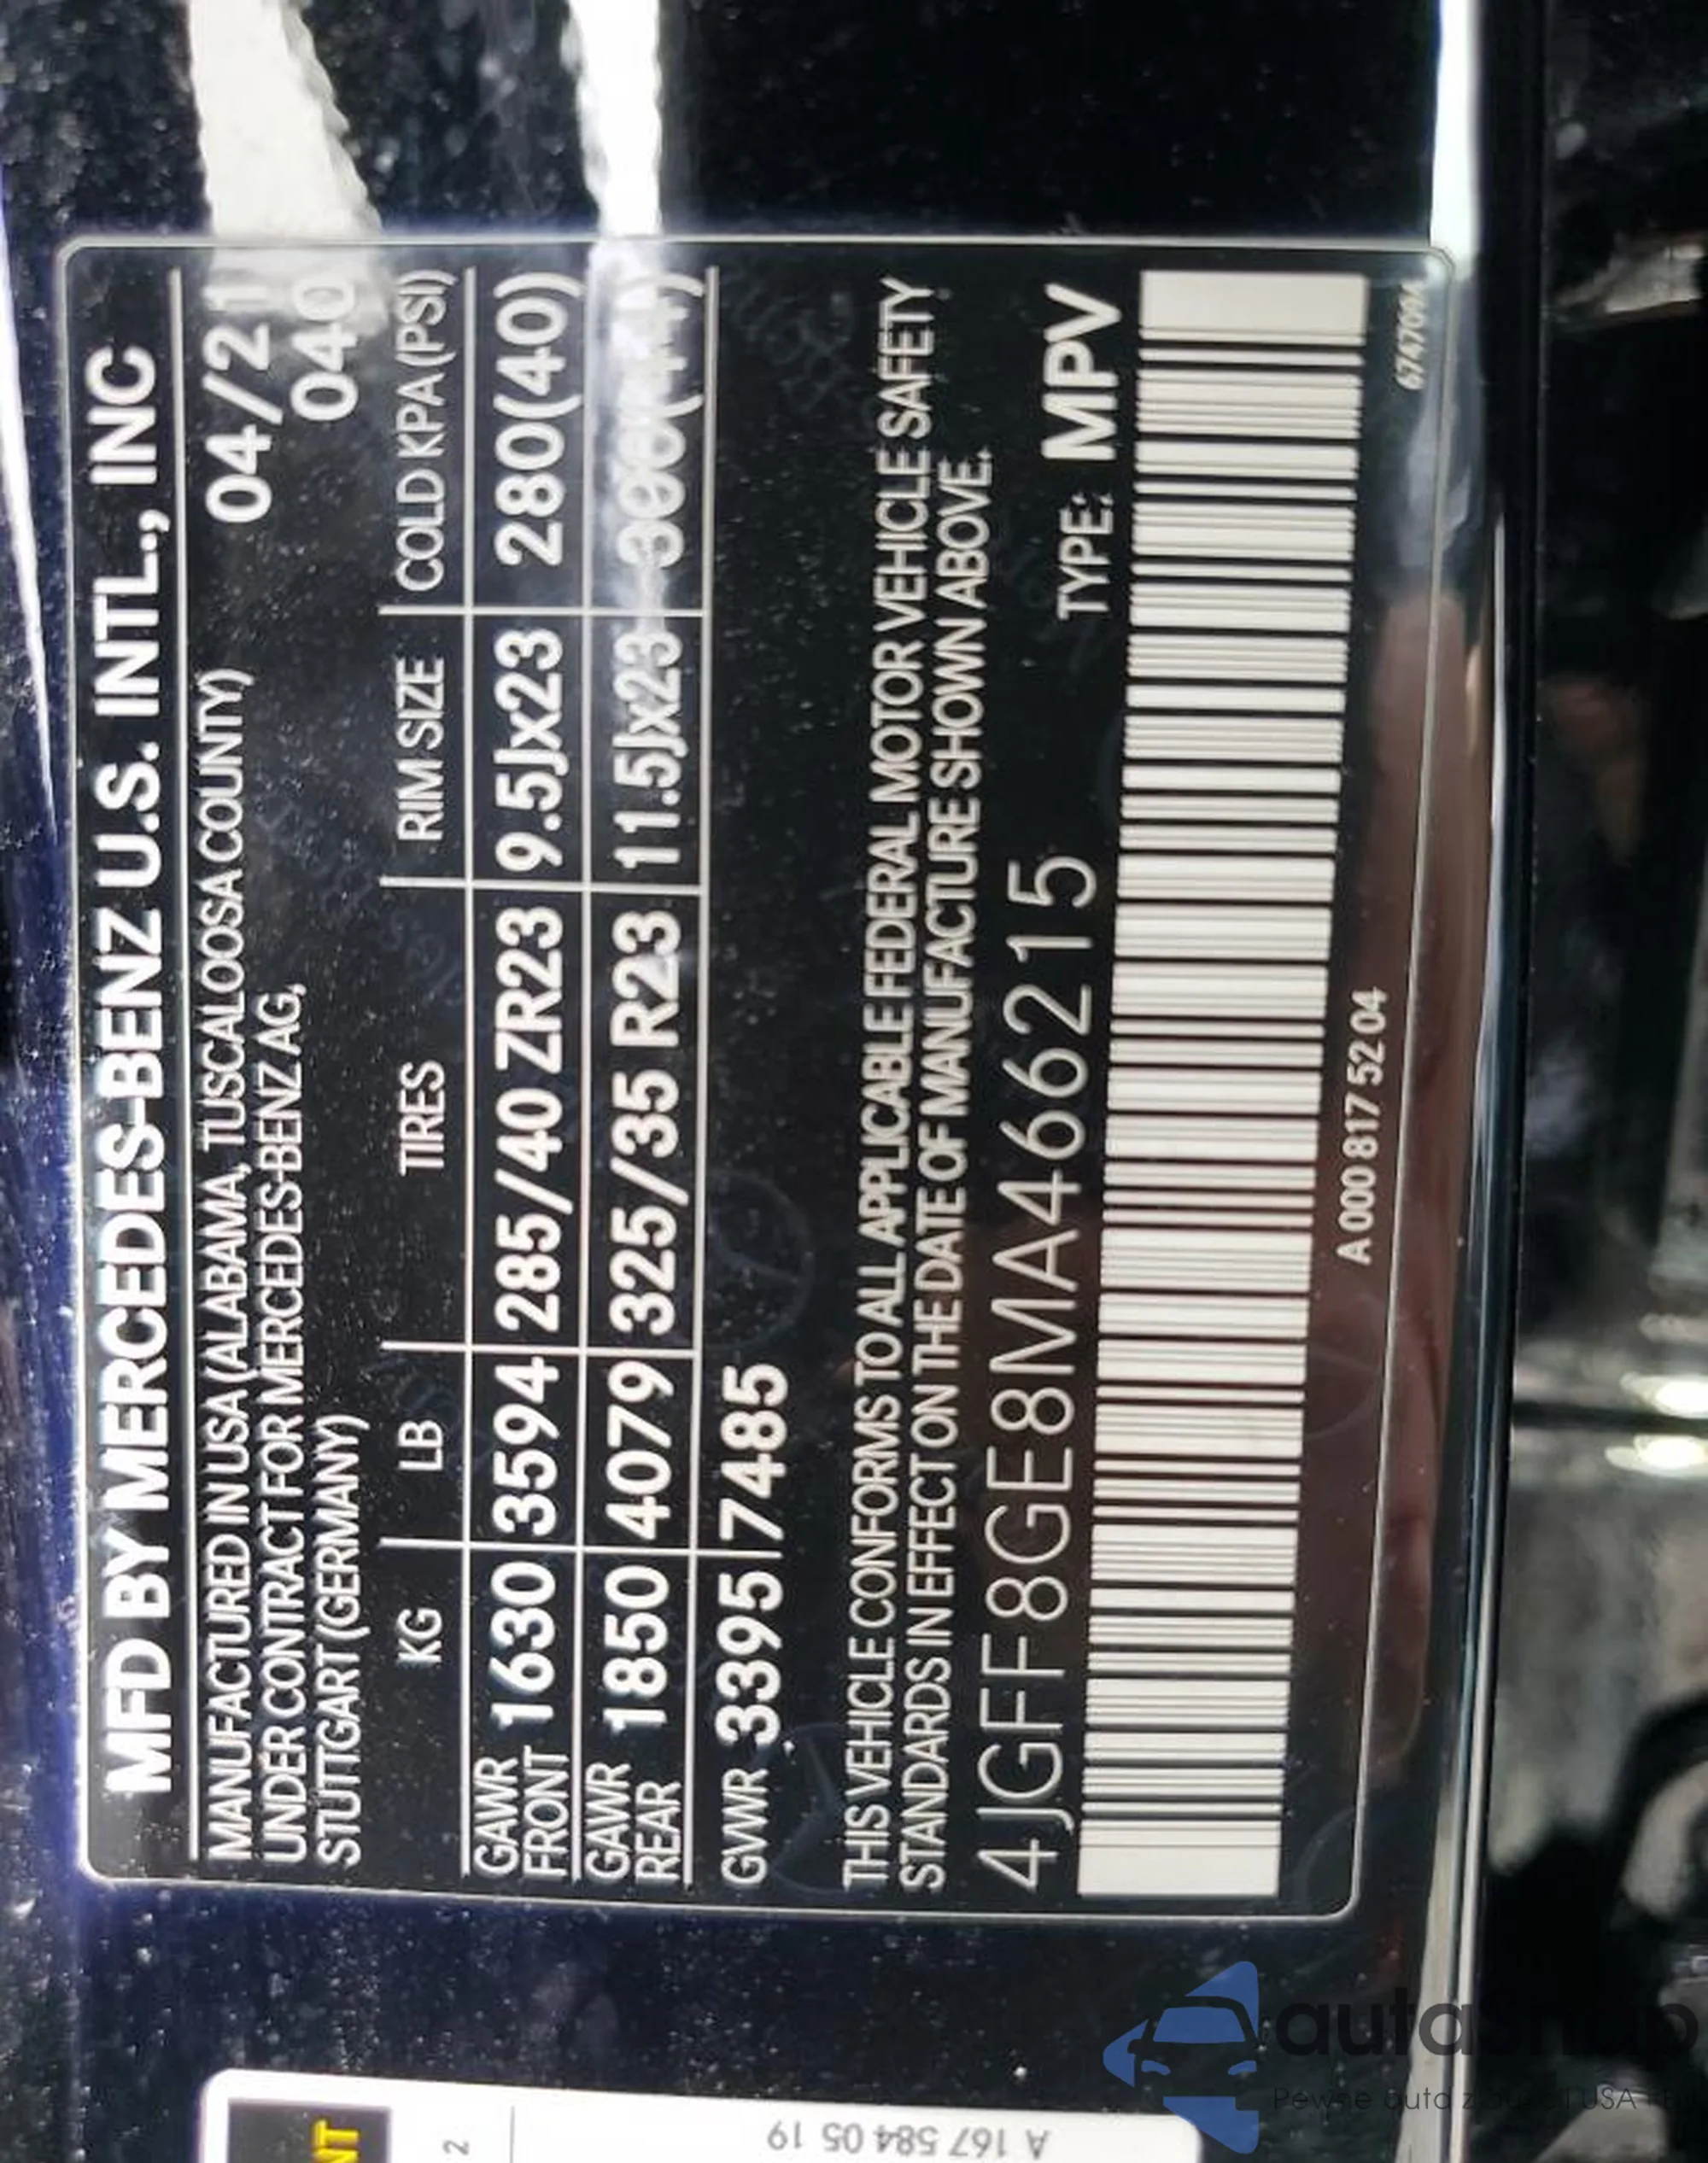 MFD BY MERCEDES-BENZ U.S. INTL., INC
MANUFACTURED IN USA (ALABAMA, TUSCALOOSA COUNTY) 04/21
UNDER CONTRACT FOR MERCEDES-BENZ AG, 040
STUTTGART (GERMANY)
KG LB TIRES RIM SIZE COLD KPA (PSI)
GAWR FRONT 1630 3594 285/40 ZR23 9.5Jx23 280(40)
GAWR REAR 1850 4079 325/35 R23 11.5Jx23
GVWR 3395 7485
THIS VEHICLE CONFORMS TO ALL APPLICABLE FEDERAL MOTOR VEHICLE SAFETY
STANDARDS IN EFFECT ON THE DATE OF MANUFACTURE SHOWN ABOVE.
4JGFF8GE8MA466215 TYPE: MPV
A 000 817 52 04
A 167 584 05 19
2
NT
Pewne auta z
USA